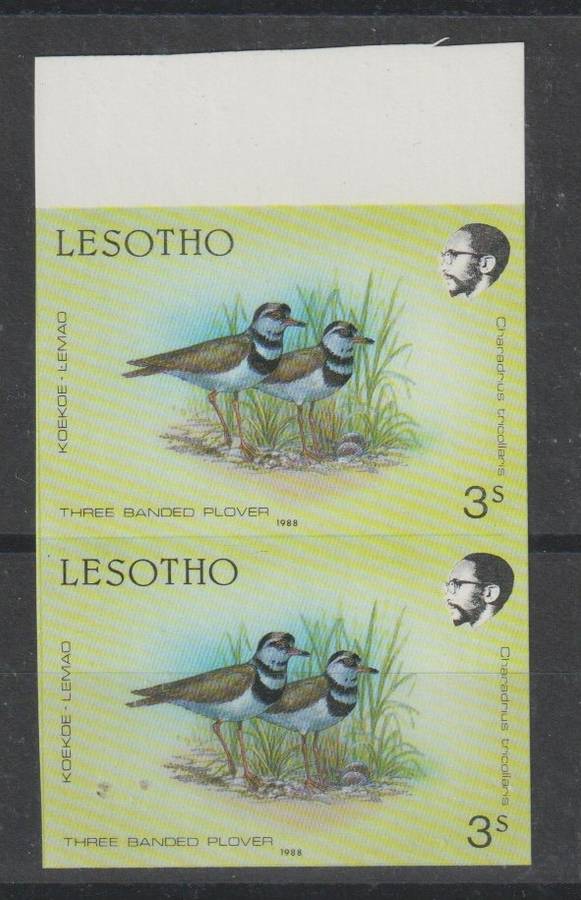 LESOTHO
KOEKOE - LEMAO
Charadrius tricollaris
THREE BANDED PLOVER
1988
3s
LESOTHO
KOEKOE - LEMAO
Charadrius tricollaris
THREE BANDED PLOVER
1988
3s